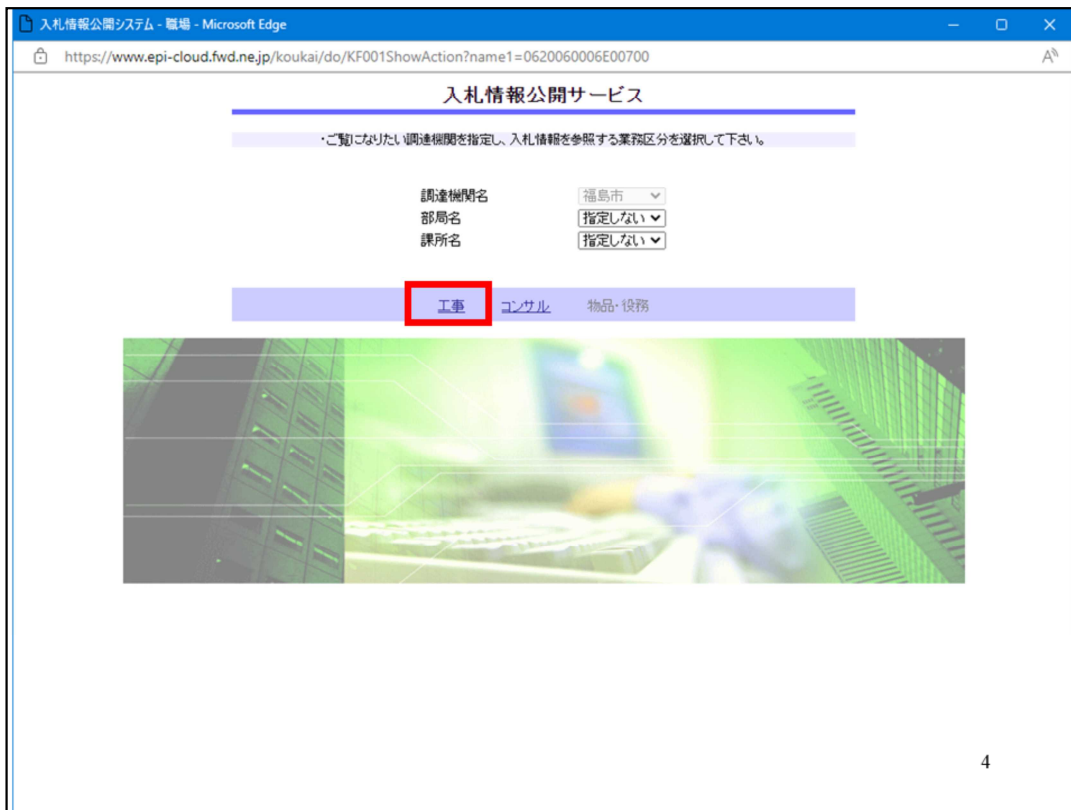 入札情報公開システム - 職場 - Microsoft Edge
https://www.epi-cloud.fwd.ne.jp/koukai/do/KF001ShowAction?name1=0620060006E00700
入札情報公開サービス
・ご覧になりたい調達機関を指定し、入札情報を参照する業務区分を選択して下さい。
調達機関名 福島市
部局名 指定しない
課所名 指定しない
工事 コンサル 物品・役務
4